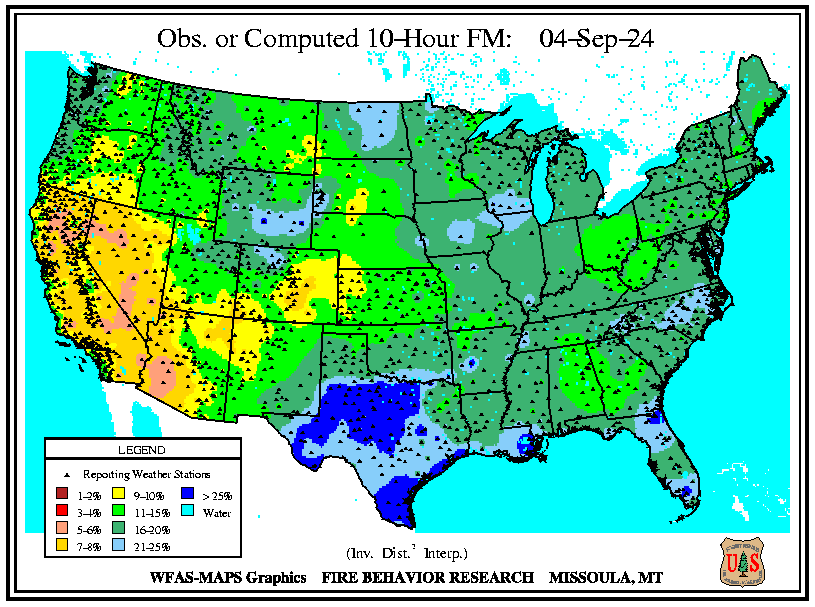 Obs. or Computed 10-Hour FM: 04-Sep-24
LEGEND
Reporting Weather Stations
1-2% 9-10% > 25%
3-4% 11-15% Water
5-6% 16-20%
7-8% 21-25%
(Inv. Dist.² Interp.)
WFAS-MAPS Graphics FIRE BEHAVIOR RESEARCH MISSOULA, MT
U S